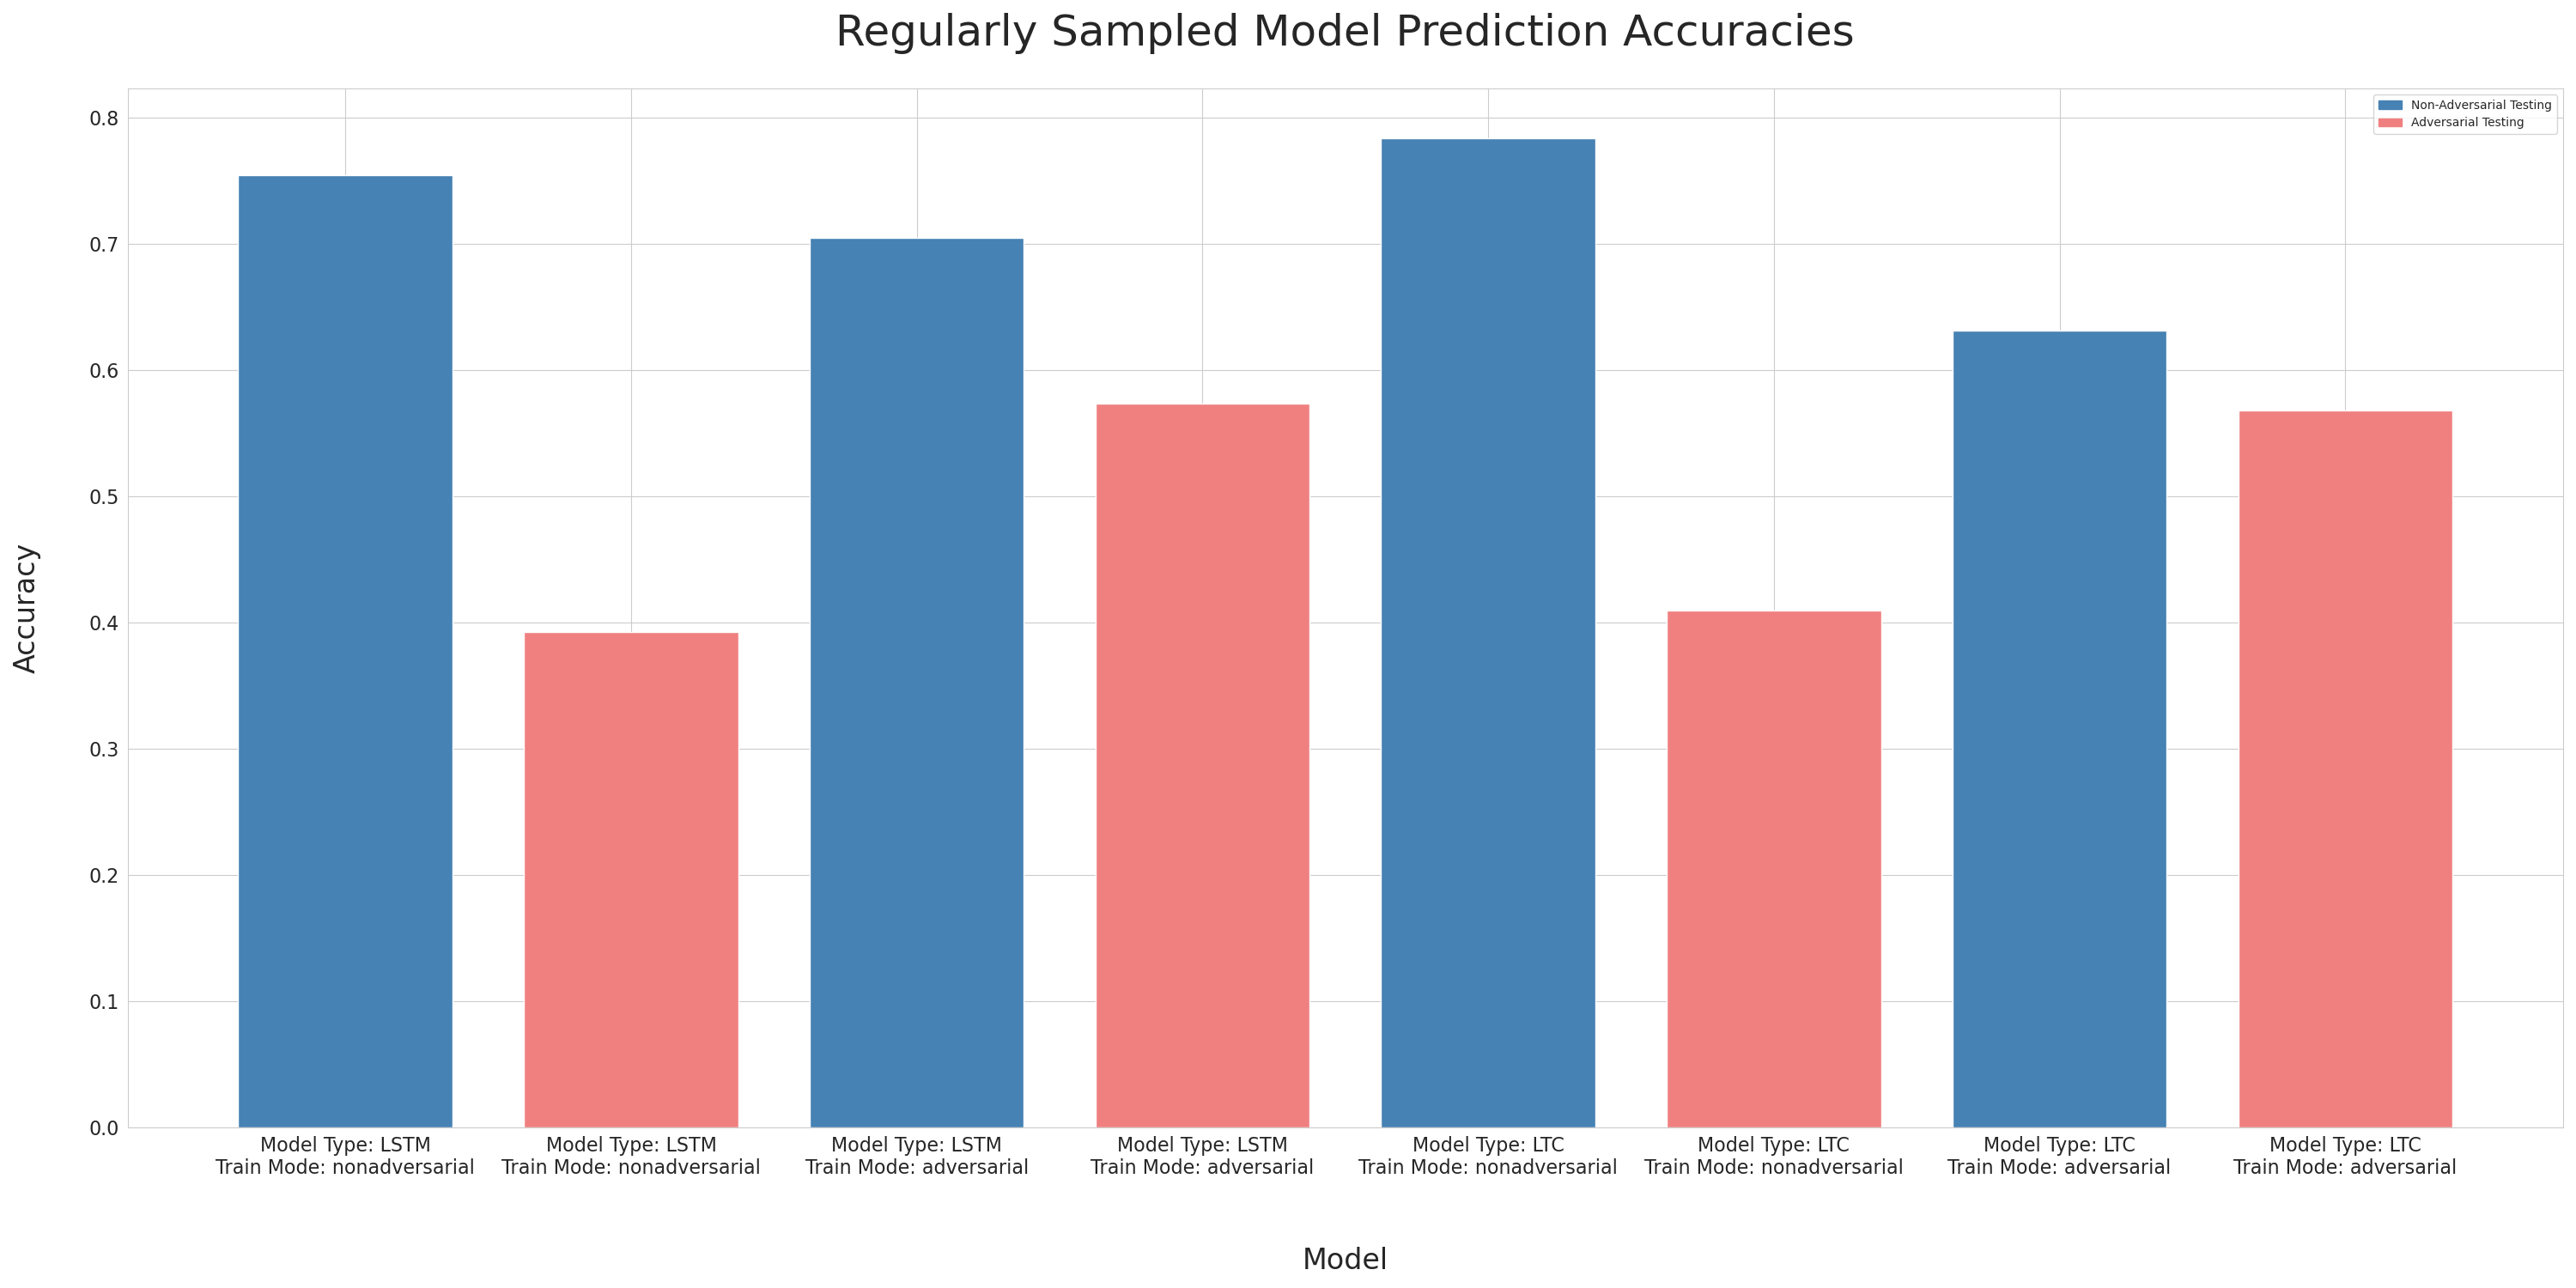 Regularly Sampled Model Prediction Accuracies
Non-Adversarial Testing
Adversarial Testing
0.8
0.7
0.6
0.5
0.4
0.3
0.2
0.1
0.0
Accuracy
Model Type: LSTM
Train Mode: nonadversarial
Model Type: LSTM
Train Mode: nonadversarial
Model Type: LSTM
Train Mode: adversarial
Model Type: LSTM
Train Mode: adversarial
Model Type: LTC
Train Mode: nonadversarial
Model Type: LTC
Train Mode: nonadversarial
Model Type: LTC
Train Mode: adversarial
Model Type: LTC
Train Mode: adversarial
Model